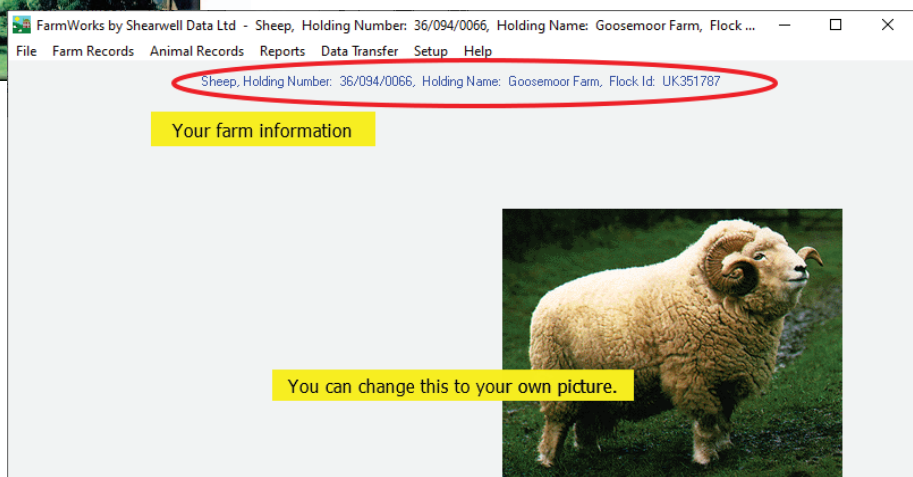 FarmWorks by Shearwell Data Ltd - Sheep, Holding Number: 36/094/0066, Holding Name: Goosemoor Farm, Flock ...
File Farm Records Animal Records Reports Data Transfer Setup Help
Sheep, Holding Number: 36/094/0066, Holding Name: Goosemoor Farm, Flock Id: UK351787
Your farm information
You can change this to your own picture.